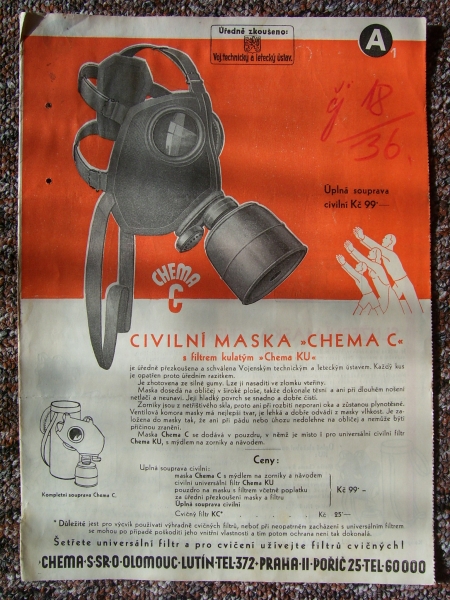 Úředně zkoušeno:
Voj. technický a letecký ústav.
A1
čj 18
/36.
Úplná souprava
civilní Kč 99·—
CHEMA
C
CIVILNÍ MASKA »CHEMA C«
s filtrem kulatým »Chema KU«
je úředně přezkoušena a schválena Vojenským technickým a leteckým ústavem. Každý kus
je opatřen proto úředním razítkem.
Je zhotovena ze silné gumy. Lze ji nasaditi ve zlomku vteřiny.
Maska dosedá na obličej v široké ploše, takže dokonale těsní a ani při dlouhém nošení
netlačí a neunaví. Její hladký povrch se snadno a dobře čistí.
Zorníky jsou z netříštivého skla, proto ani při rozbití neporaní oka a zůstanou plynotěsné.
Ventilová komora masky má nejlepší tvar, je lehká a dobře odvádí z masky vlhkost. Je za-
ložena do masky tak, že ani při pádu nebo úhozu nedolehne na obličej a nemůže býti
příčinou zranění.
Maska Chema C se dodává v pouzdru, v němž je místo i pro universální civilní filtr
Chema KU, s mýdlem na zorníky a návodem.
Kompletní souprava Chema C.
Ceny:
Úplná souprava civilní:
maska Chema C s mýdlem na zorníky a návodem
civilní universální filtr Chema KU
pouzdro na masku s filtrem včetně poplatku
za úřední přezkoušení masky a filtru
Úplná souprava civilní
Kč 99·-
Cvičný filtr KC* . . . Kč 25·—
* Důležité jest pro výcvik používati výhradně cvičných filtrů, neboť při neopatrném zacházení s universálním filtrem
se mohou po případě poškoditi jeho vnitřní vlastnosti a tím potom ochrana není tak dokonalá.
Šetřete universální filtr a pro cvičení užívejte filtrů cvičných!
·CHEMA·S·SR·O·OLOMOUC·LUTÍN·TEL·372·PRAHA·II·POŘÍČ 25·TEL·60000